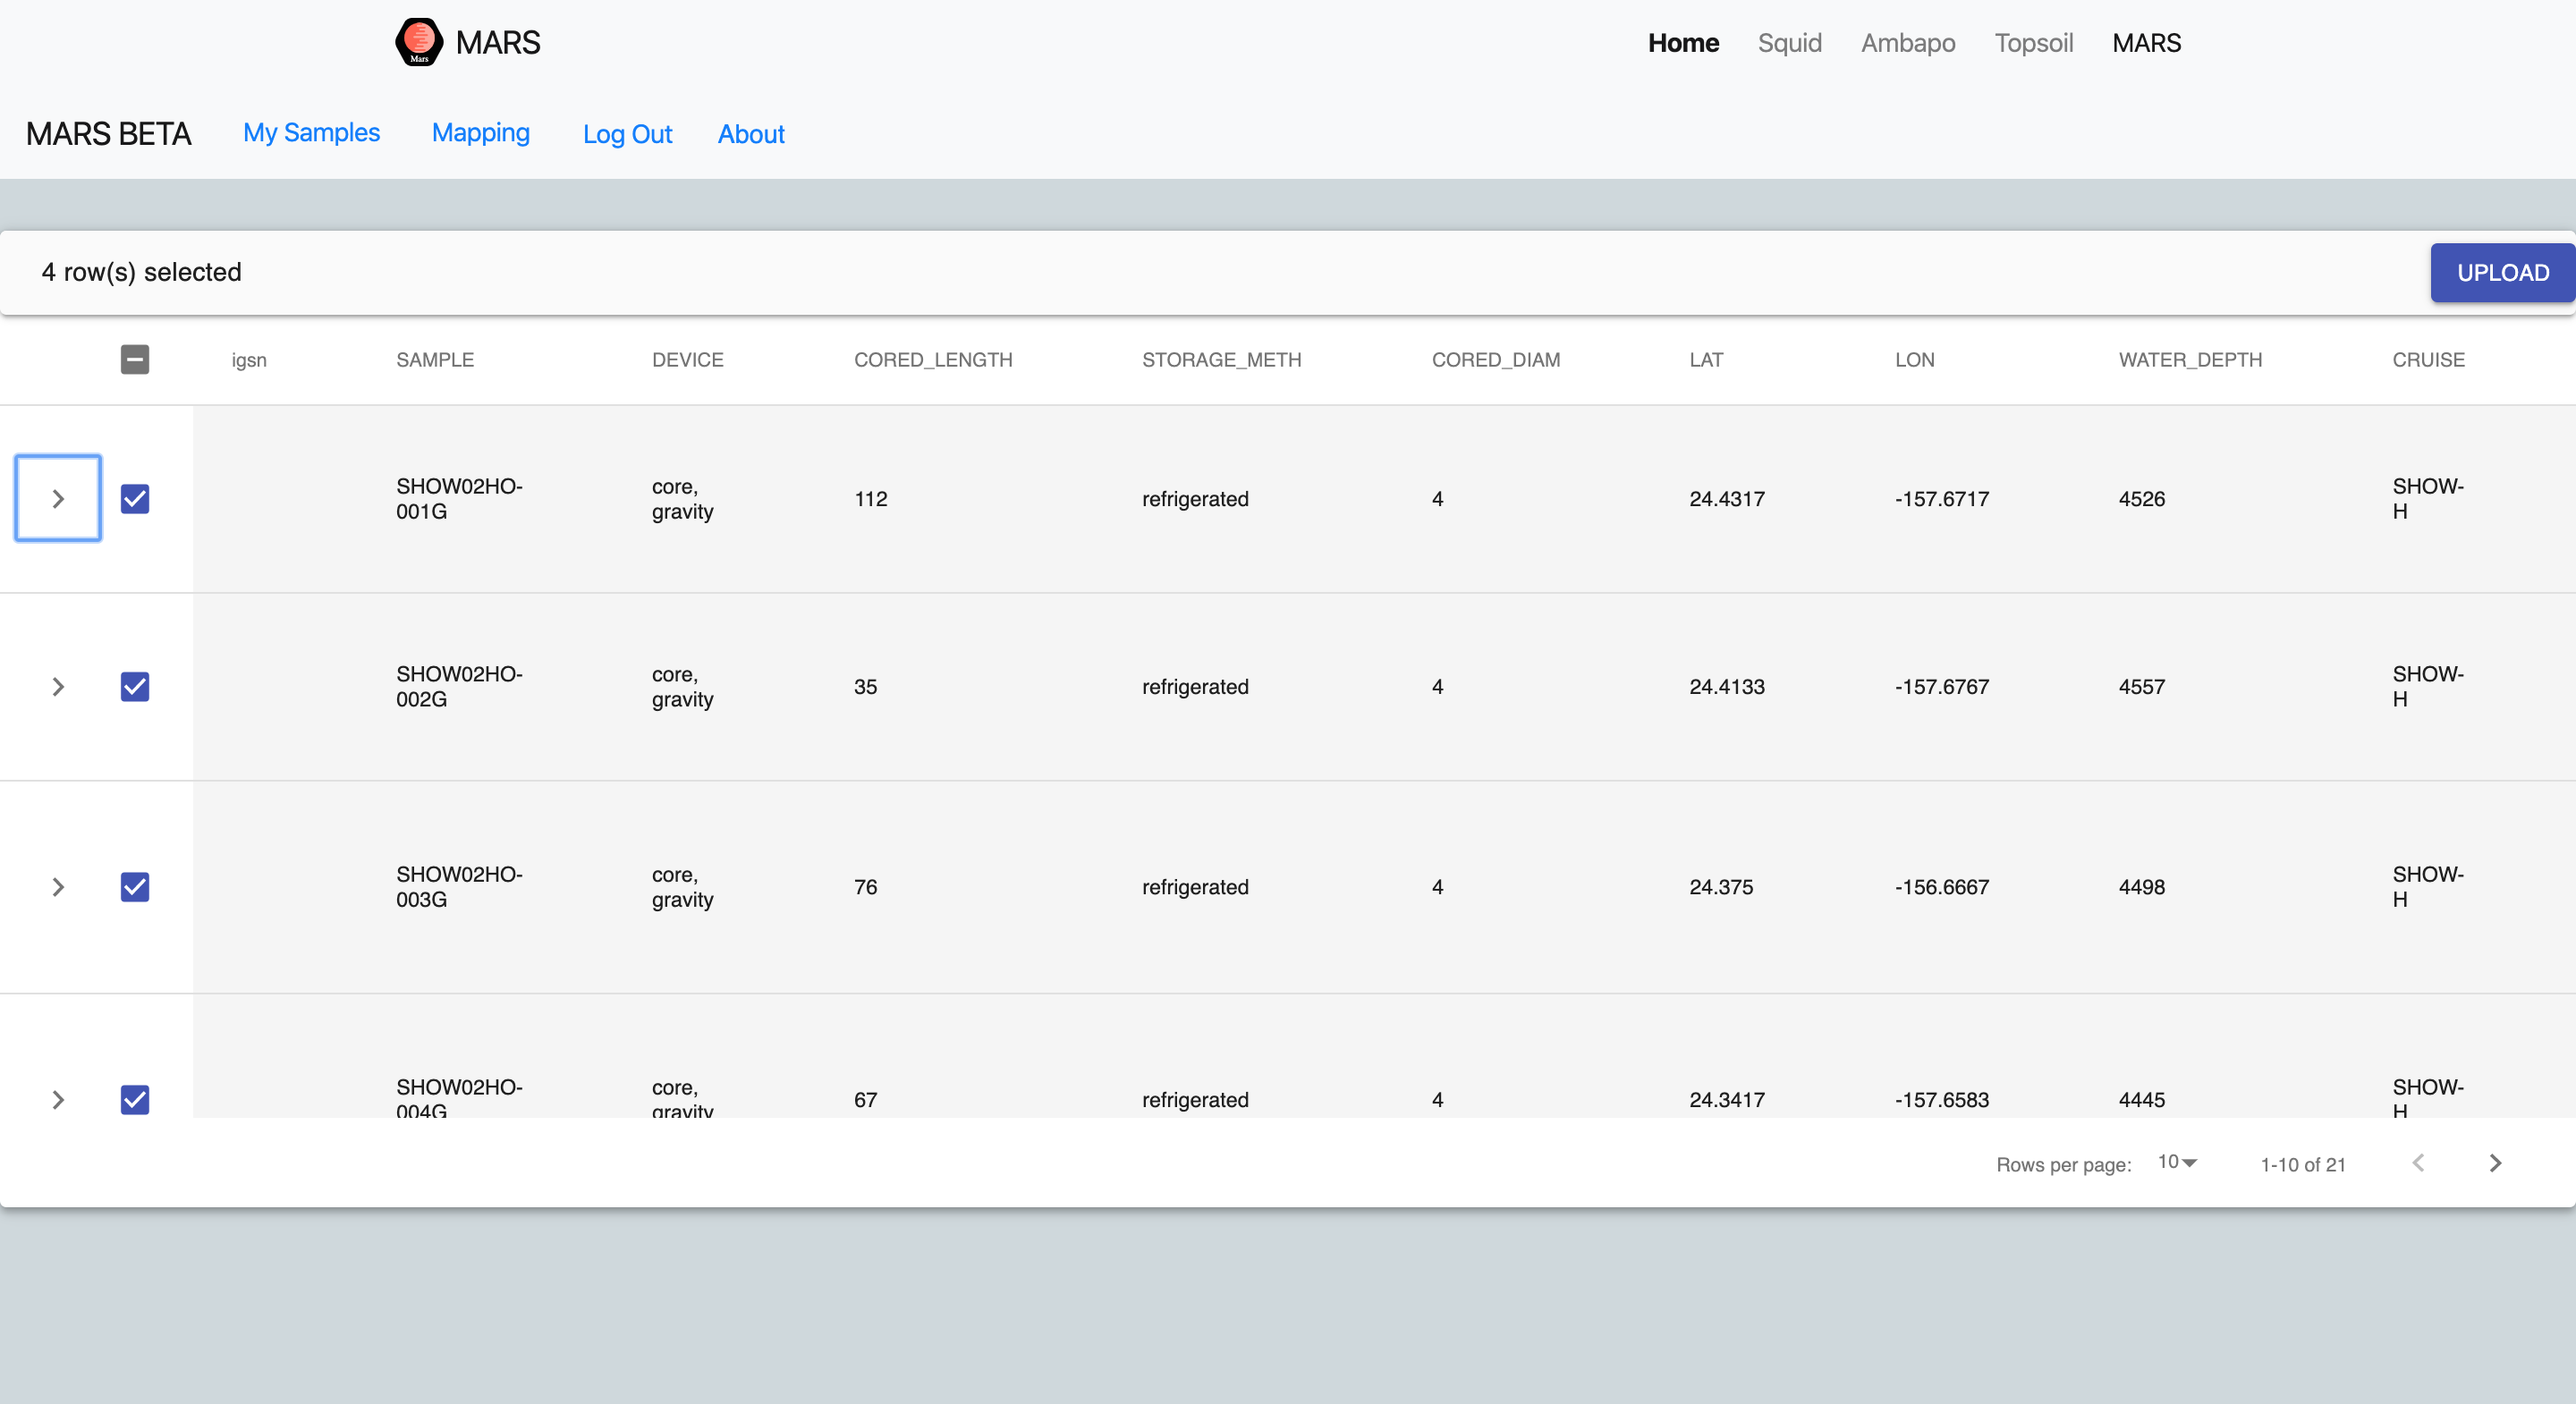 Mars MARS Home Squid Ambapo Topsoil MARS
MARS BETA My Samples Mapping Log Out About
4 row(s) selected UPLOAD
igsn SAMPLE DEVICE CORED_LENGTH STORAGE_METH CORED_DIAM LAT LON WATER_DEPTH CRUISE
SHOW02HO- core, SHOW-
112 refrigerated 4 24.4317 -157.6717 4526
001G gravity H
SHOW02HO- core, SHOW-
35 refrigerated 4 24.4133 -157.6767 4557
002G gravity H
SHOW02HO- core, SHOW-
76 refrigerated 4 24.375 -156.6667 4498
003G gravity H
SHOW02HO- core, SHOW-
67 refrigerated 4 24.3417 -157.6583 4445
004G gravity H
Rows per page: 10 1-10 of 21